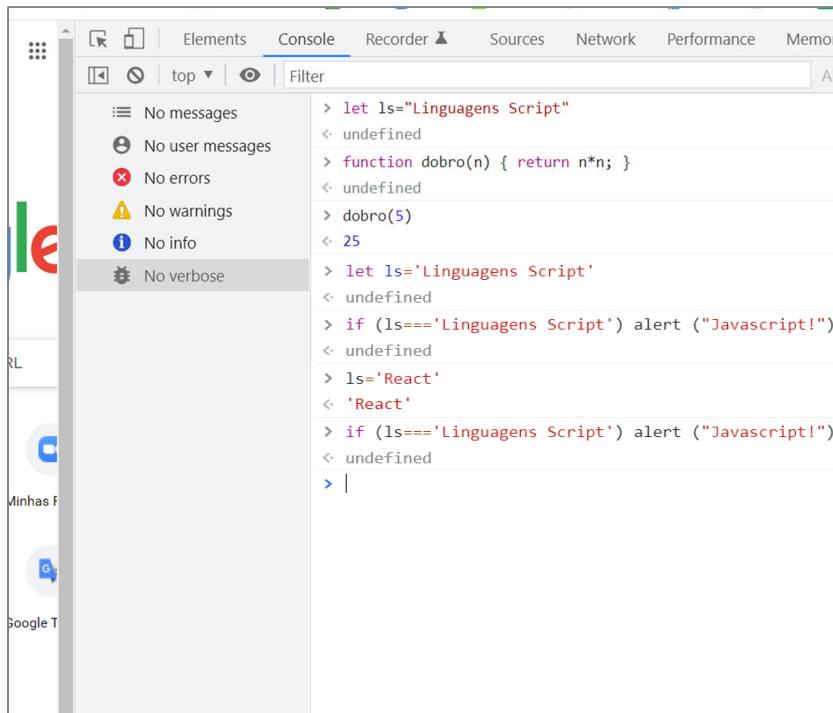 Elements Console Recorder Sources Network Performance Memor
top Filter
No messages
No user messages
No errors
No warnings
No info
No verbose
> let ls="Linguagens Script"
undefined
> function dobro(n) { return n*n; }
undefined
> dobro(5)
25
> let ls='Linguagens Script'
undefined
> if (ls==='Linguagens Script') alert ("Javascript!")
undefined
> ls='React'
'React'
> if (ls==='Linguagens Script') alert ("Javascript!")
undefined
>
gle
RL
Minhas
Google T